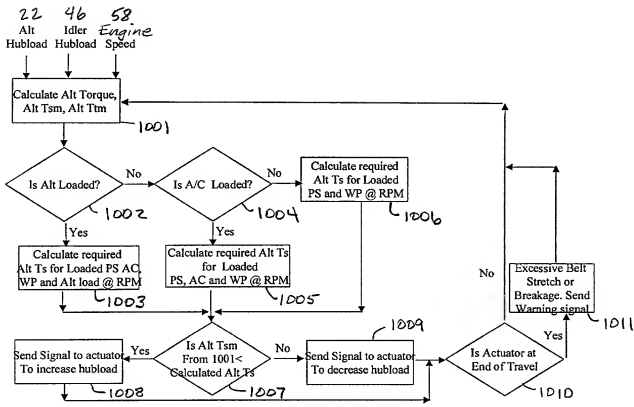 22 46 58
Alt Idler Engine
Hubload Hubload Speed
Calculate Alt Torque,
Alt Tsm, Alt Ttm
1001
Is Alt Loaded?
1002
No
Is A/C Loaded?
1004
No
Calculate required
Alt Ts for Loaded
PS and WP @ RPM
1006
Yes
Yes
Calculate required
Alt Ts for Loaded PS AC,
WP and Alt load @ RPM
1003
Calculate required Alt Ts
for Loaded
PS, AC and WP @ RPM
1005
No
Excessive Belt
Stretch or
Breakage. Send
Warning signal
1011
Send Signal to actuator
To increase hubload
1008
Yes
Is Alt Tsm
From 1001<
Calculated Alt Ts
1007
No
1009
Send Signal to actuator
To decrease hubload
Is Actuator at
End of Travel
1010
Yes